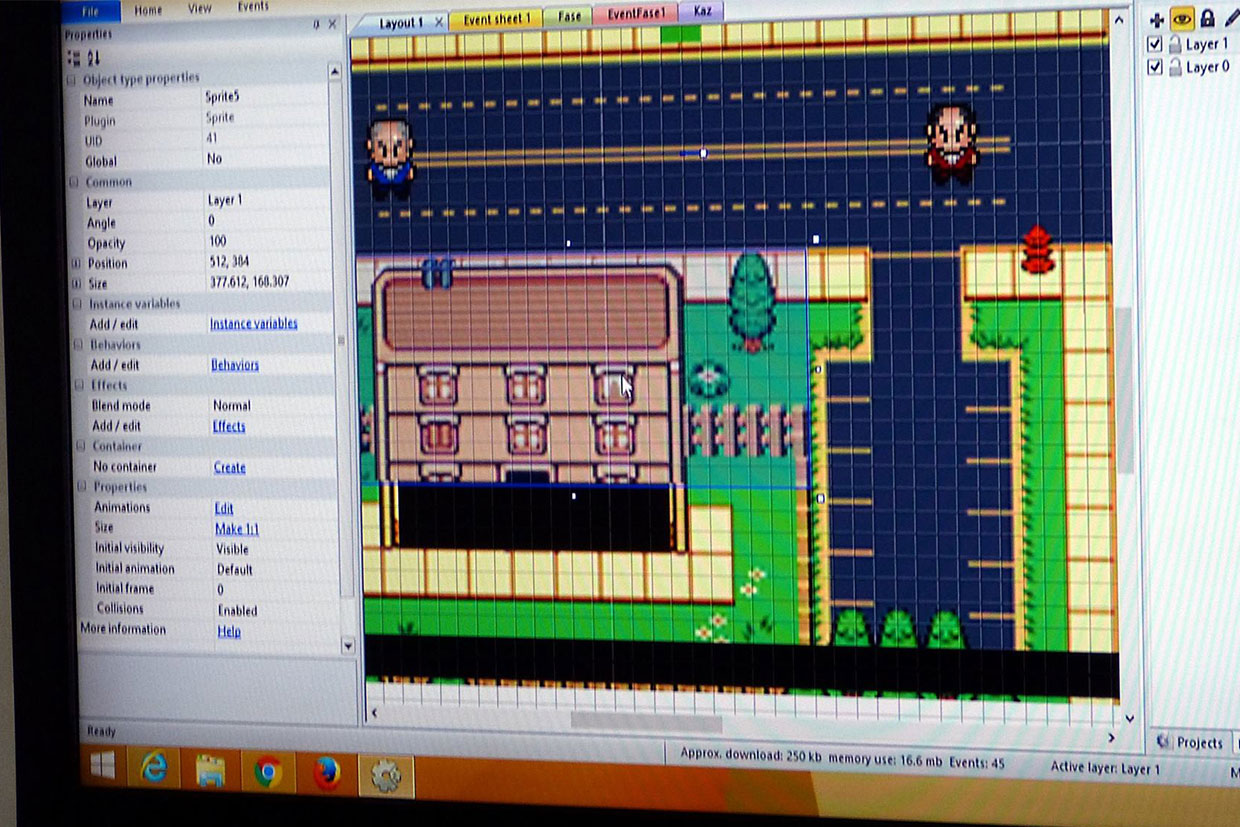 File Home View Events
Layout 1 Event sheet 1 Fase EventFase1 Kaz
Properties
Object type properties
Name Sprite5
Plugin Sprite
UID 41
Global No
Common
Layer Layer 1
Angle 0
Opacity 100
Position 512, 384
Size 377.612, 168.307
Instance variables
Add / edit Instance variables
Behaviors
Add / edit Behaviors
Effects
Blend mode Normal
Add / edit Effects
Container
No container Create
Properties
Animations Edit
Size Make 1:1
Initial visibility Visible
Initial animation Default
Initial frame 0
Collisions Enabled
More information Help
Layer 1
Layer 0
Projects
Ready
Approx. download: 250 kb memory use: 16.6 mb Events: 45 Active layer: Layer 1